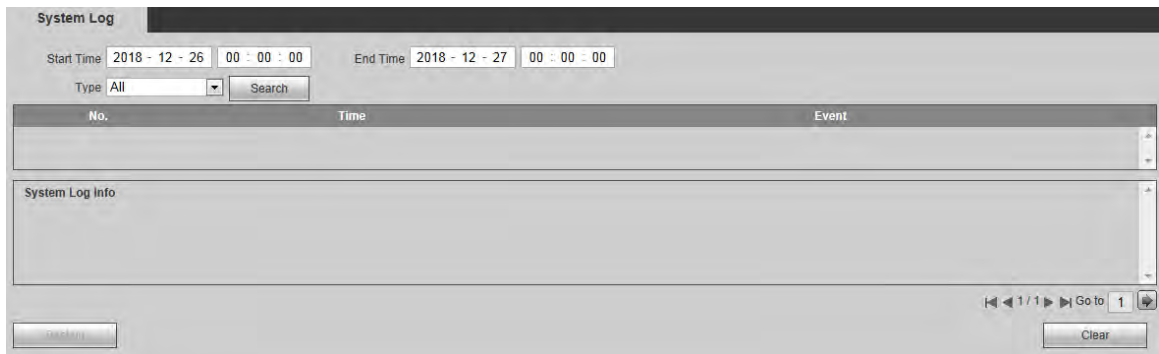 System Log
Start Time 2018 - 12 - 26 00 : 00 : 00 End Time 2018 - 12 - 27 00 : 00 : 00
Type All Search
No. Time Event
System Log Info
1 / 1 Go to 1
Clear